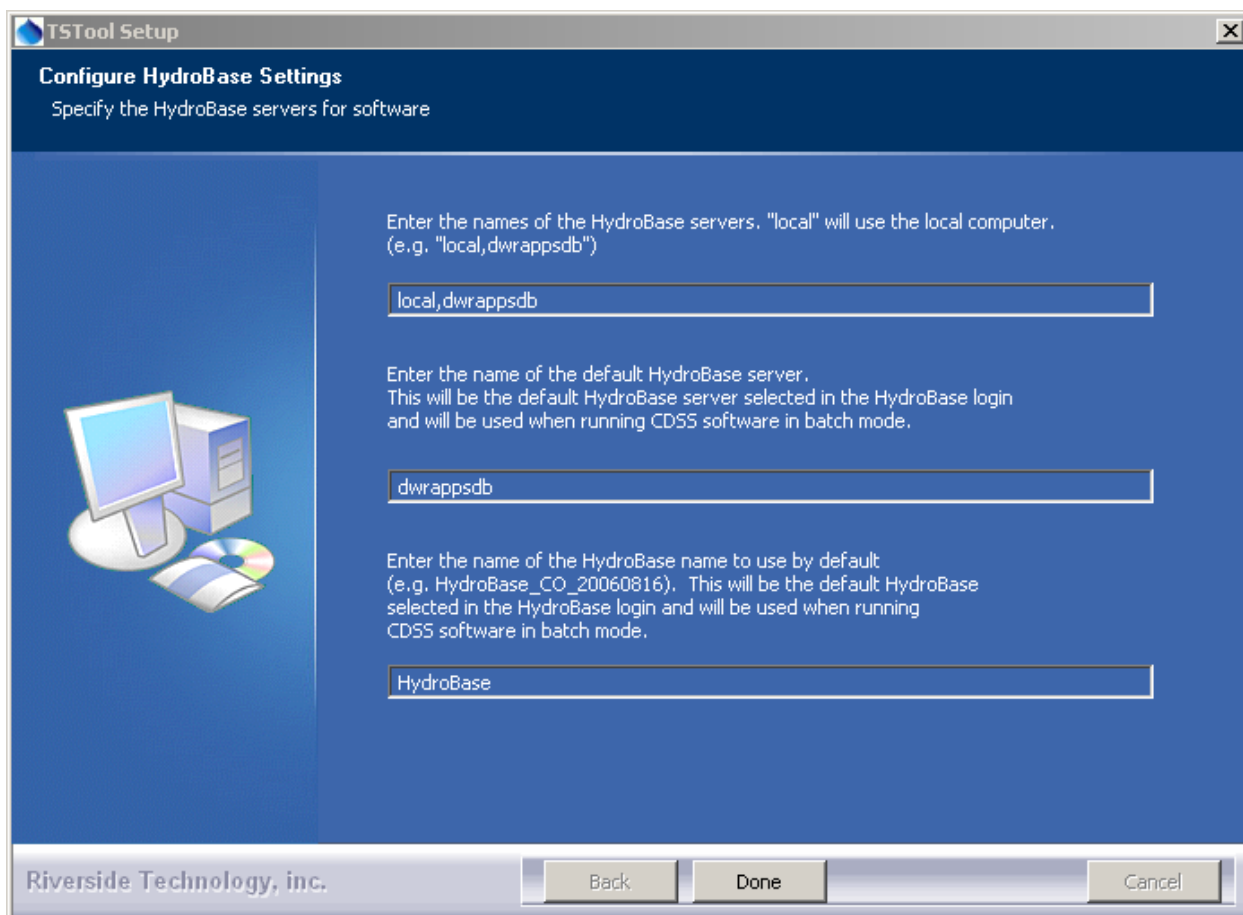 TSTool Setup
Configure HydroBase Settings
Specify the HydroBase servers for software
Enter the names of the HydroBase servers. "local" will use the local computer.
(e.g. "local,dwrappsdb")
local,dwrappsdb
Enter the name of the default HydroBase server.
This will be the default HydroBase server selected in the HydroBase login
and will be used when running CDSS software in batch mode.
dwrappsdb
Enter the name of the HydroBase name to use by default
(e.g. HydroBase_CO_20060816).  This will be the default HydroBase
selected in the HydroBase login and will be used when running
CDSS software in batch mode.
HydroBase
Riverside Technology, inc.
Back
Done
Cancel